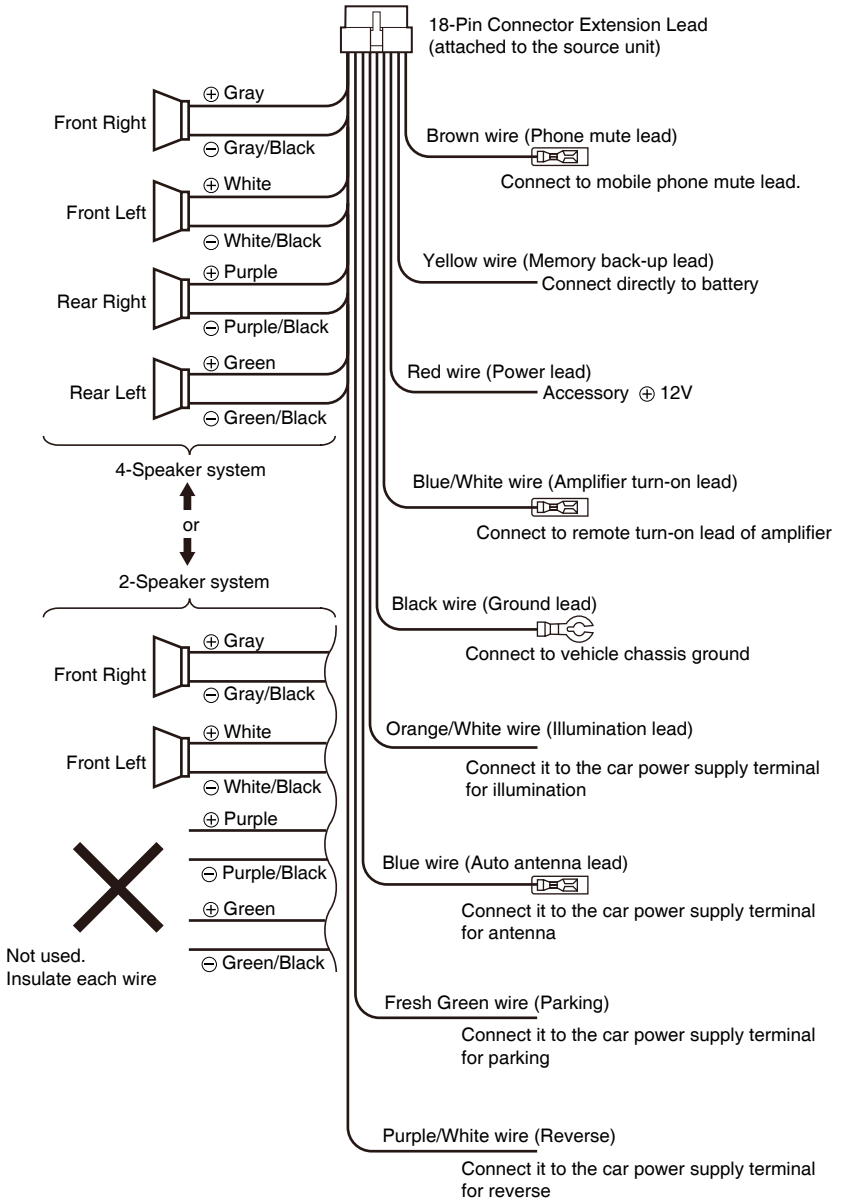 18-Pin Connector Extension Lead
(attached to the source unit)
Front Right
⊕ Gray
⊖ Gray/Black
Front Left
⊕ White
⊖ White/Black
Rear Right
⊕ Purple
⊖ Purple/Black
Rear Left
⊕ Green
⊖ Green/Black
4-Speaker system
or
2-Speaker system
Front Right
⊕ Gray
⊖ Gray/Black
Front Left
⊕ White
⊖ White/Black
⊕ Purple
⊖ Purple/Black
⊕ Green
⊖ Green/Black
Not used.
Insulate each wire
Brown wire (Phone mute lead)
Connect to mobile phone mute lead.
Yellow wire (Memory back-up lead)
Connect directly to battery
Red wire (Power lead)
Accessory ⊕ 12V
Blue/White wire (Amplifier turn-on lead)
Connect to remote turn-on lead of amplifier
Black wire (Ground lead)
Connect to vehicle chassis ground
Orange/White wire (Illumination lead)
Connect it to the car power supply terminal
for illumination
Blue wire (Auto antenna lead)
Connect it to the car power supply terminal
for antenna
Fresh Green wire (Parking)
Connect it to the car power supply terminal
for parking
Purple/White wire (Reverse)
Connect it to the car power supply terminal
for reverse